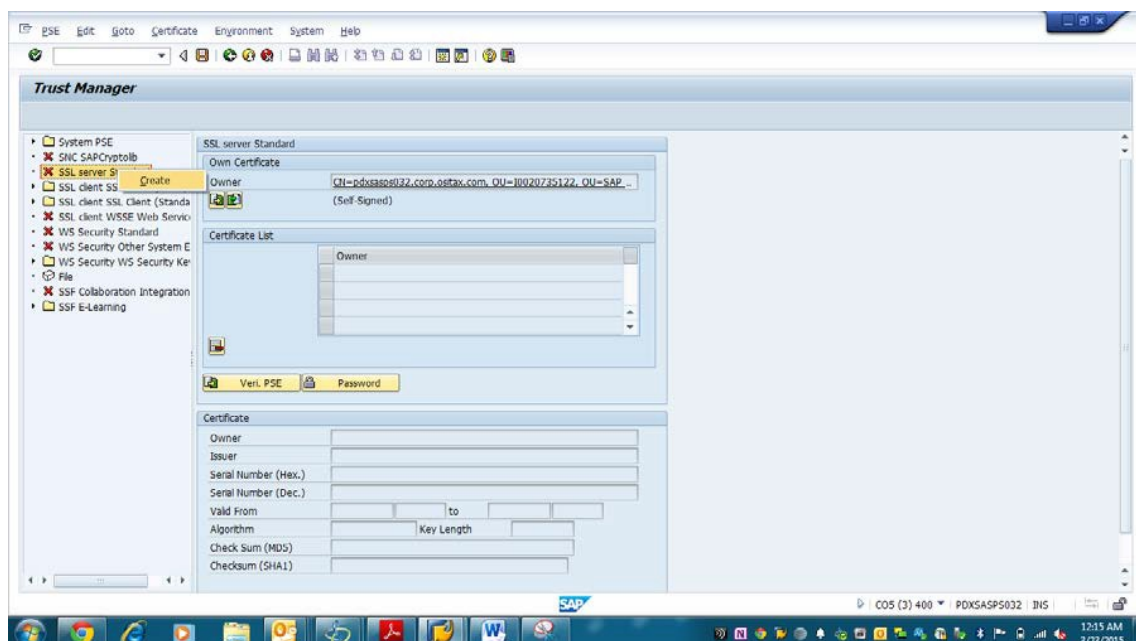 PSE Edit Goto Certificate Environment System Help
Trust Manager
System PSE
SNC SAPCryptolib
SSL server S
Create
SSL client SS
SSL client SSL Client (Standa
SSL client WSSE Web Servic
WS Security Standard
WS Security Other System E
WS Security WS Security Ke
File
SSF Collaboration Integration
SSF E-Learning
SSL server Standard
Own Certificate
Owner
CN=pdxsasps032.corp.ositax.com, OU=I0020735122, OU=SAP ..
(Self-Signed)
Certificate List
Owner
Veri. PSE
Password
Certificate
Owner
Issuer
Serial Number (Hex.)
Serial Number (Dec.)
Valid From to
Algorithm Key Length
Check Sum (MD5)
Checksum (SHA1)
SAP
CO5 (3) 400 PDXSASPS032 INS
12:15 AM